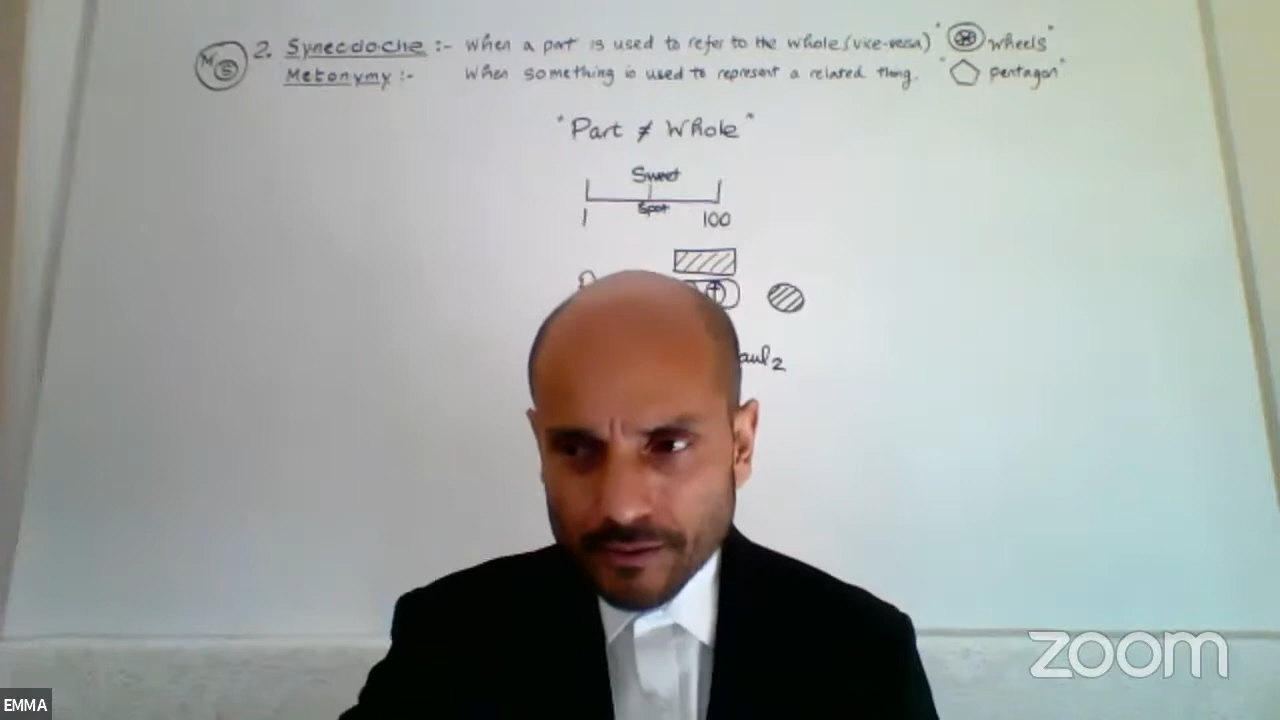 M S 2. Synecdoche :- When a part is used to refer to the whole (vice-versa) " wheels"
Metonymy :- When something is used to represent a related thing. " pentagon"
"Part ≠ Whole"
Sweet
Spot
1 100
aul2
zoom
EMMA